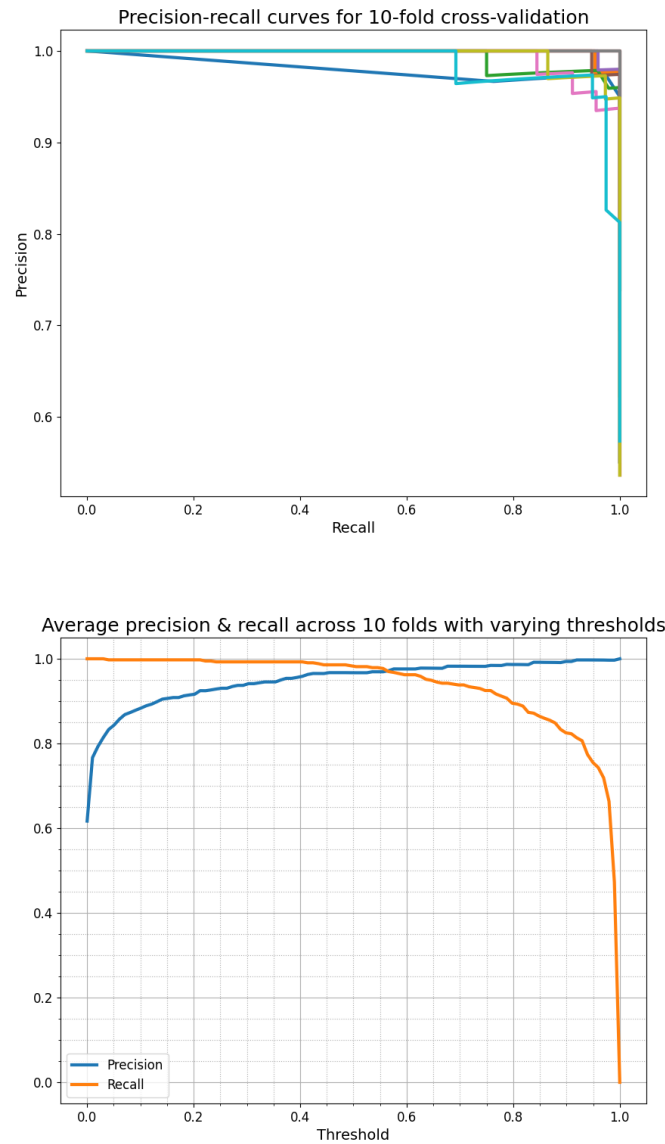 Precision-recall curves for 10-fold cross-validation
1.0
0.9
0.8
0.7
0.6
Precision
0.0 0.2 0.4 0.6 0.8 1.0
Recall
Average precision & recall across 10 folds with varying thresholds
1.0
0.8
0.6
0.4
0.2
0.0
Precision
Recall
0.0 0.2 0.4 0.6 0.8 1.0
Threshold